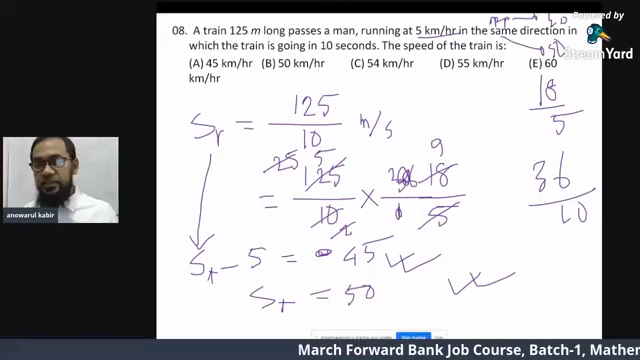 Powered by
StreamYard
08. A train 125 m long passes a man, running at 5 km/hr in the same direction in
which the train is going in 10 seconds. The speed of the train is:
(A) 45 km/hr (B) 50 km/hr (C) 54 km/hr (D) 55 km/hr (E) 60
km/hr
Sr = 125/10 m/s
18/5
= 125/10 × 18/5
36/10
St - 5 = 45
St = 50
anowarul kabir
March Forward Bank Job Course, Batch-1, Mather